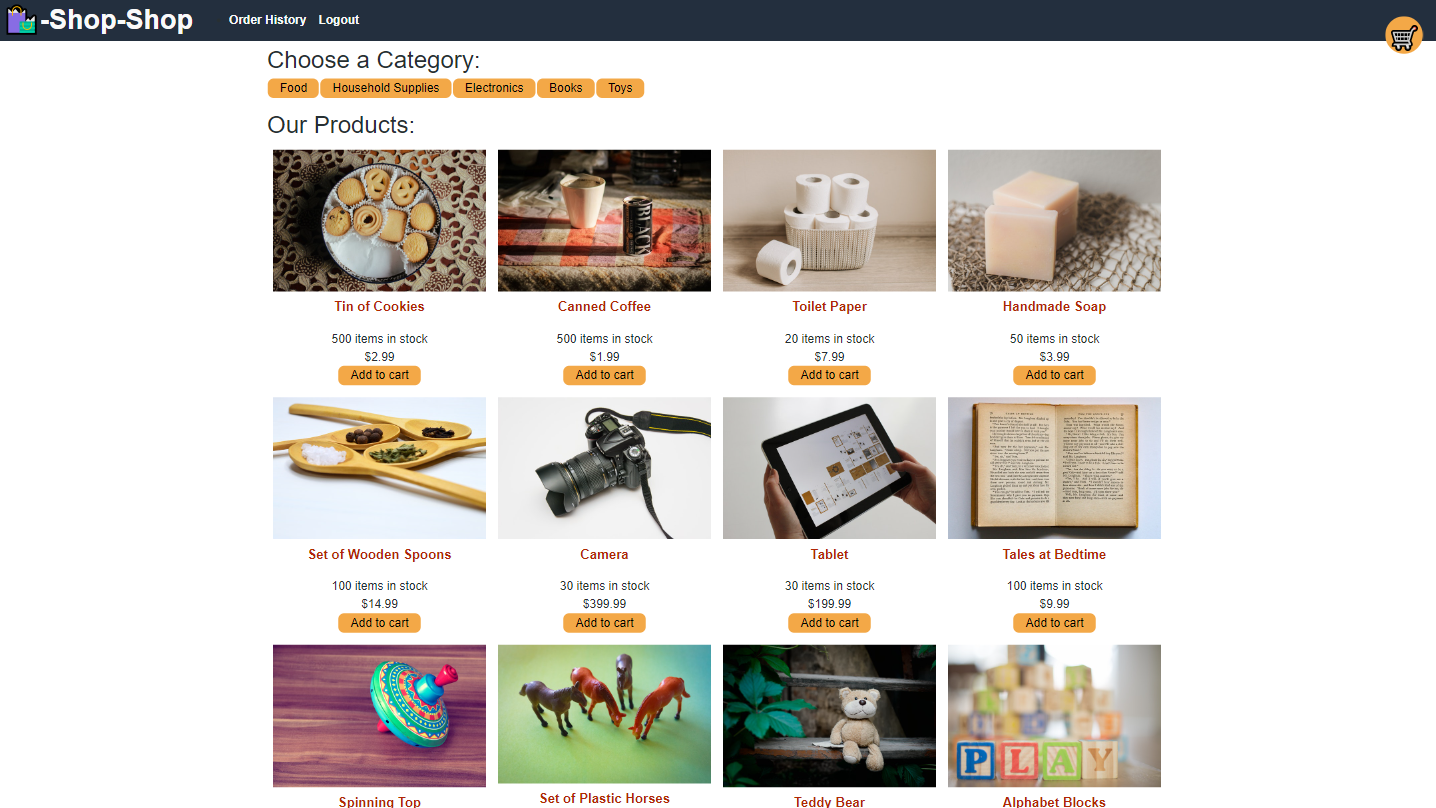 -Shop-Shop
Order History Logout
Choose a Category:
Food Household Supplies Electronics Books Toys
Our Products:
BLACK
Tin of Cookies Canned Coffee Toilet Paper Handmade Soap
500 items in stock 500 items in stock 20 items in stock 50 items in stock
$2.99 $1.99 $7.99 $3.99
Add to cart Add to cart Add to cart Add to cart
Set of Wooden Spoons Camera Tablet Tales at Bedtime
100 items in stock 30 items in stock 30 items in stock 100 items in stock
$14.99 $399.99 $199.99 $9.99
Add to cart Add to cart Add to cart Add to cart
PLAY
Spinning Top Set of Plastic Horses Teddy Bear Alphabet Blocks